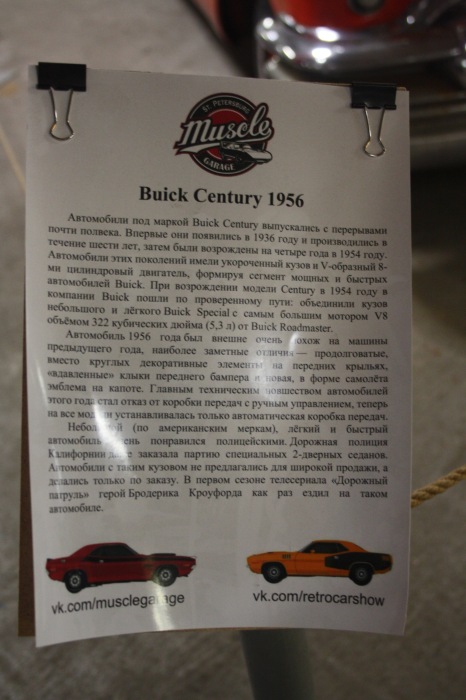 ST. PETERSBURG
Muscle
GARAGE
Buick Century 1956
Автомобили под маркой Buick Century выпускались с перерывами
почти полвека. Впервые они появились в 1936 году и производились в
течение шести лет, затем были возрождены на четыре года в 1954 году.
Автомобили этих поколений имели укороченный кузов и V-образный 8-
ми цилиндровый двигатель, формируя сегмент мощных и быстрых
автомобилей Buick. При возрождении модели Century в 1954 году в
компании Buick пошли по проверенному пути: объединили кузов
небольшого и лёгкого Buick Special с самым большим мотором V8
объёмом 322 кубических дюйма (5,3 л) от Buick Roadmaster.
Автомобиль 1956 года был внешне очень похож на машины
предыдущего года, наиболее заметные отличия — продолговатые,
вместо круглых декоративные элементы на передних крыльях,
«вдавленные» клыки переднего бампера и новая, в форме самолёта
эмблема на капоте. Главным техническим новшеством автомобилей
этого года стал отказ от коробки передач с ручным управлением, теперь
на все модели устанавливалась только автоматическая коробка передач.
Небольшой (по американским меркам), лёгкий и быстрый
автомобиль очень понравился полицейскими. Дорожная полиция
Калифорнии даже заказала партию специальных 2-дверных седанов.
Автомобили с таким кузовом не предлагались для широкой продажи, а
делались только по заказу. В первом сезоне телесериала «Дорожный
патруль» герой Бродерика Кроуфорда как раз ездил на таком
автомобиле.
vk.com/musclegarage
vk.com/retrocarshow